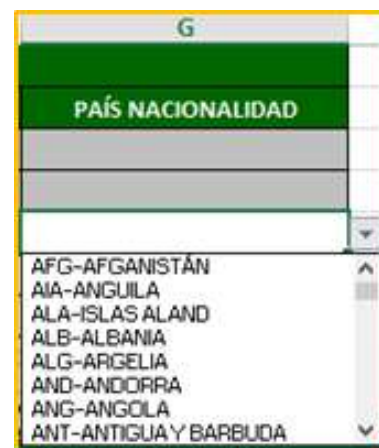 G
PAÍS NACIONALIDAD
AFG-AFGANISTÁN
AIA-ANGUILA
ALA-ISLAS ALAND
ALB-ALBANIA
ALG-ARGELIA
AND-ANDORRA
ANG-ANGOLA
ANT-ANTIGUA Y BARBUDA